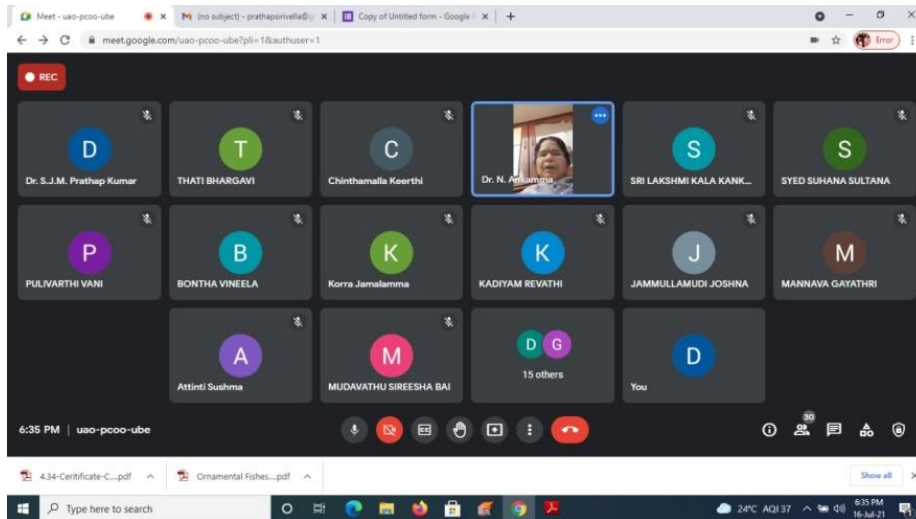 Meet - uao-pcoo-ube
(no subject) - prathapsirivella@g
Copy of Untitled form - Google F
meet.google.com/uao-pcoo-ube?pli=1&authuser=1
Error
REC
D T C S S
Dr. S.J.M. Prathap Kumar THATI BHARGAVI Chinthamalla Keerthi Dr. N. Ankamma SRI LAKSHMI KALA KANK... SYED SUHANA SULTANA
P B K K J M
PULIVARTHI VANI BONTHA VINEELA Korra Jamalamma KADIYAM REVATHI JAMMULLAMUDI JOSHNA MANNAVA GAYATHRI
A M D G D
15 others
Attinti Sushma MUDAVATHU SIREESHA BAI You
6:35 PM | uao-pcoo-ube 30
4.34-Ceritificate-C....pdf Ornamental Fishes....pdf Show all
Type here to search 24°C AQI 37 6:35 PM
16-Jul-21